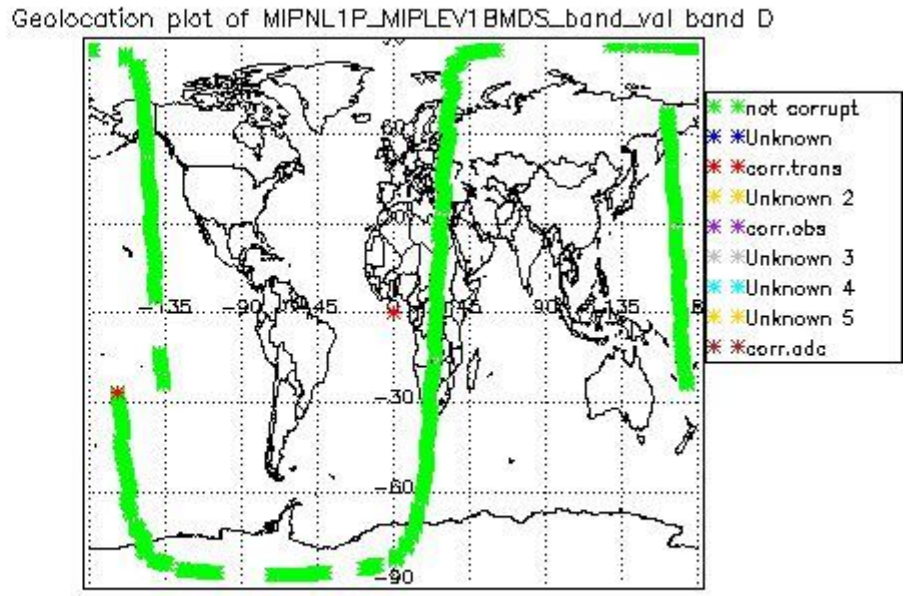 Geolocation plot of MIPNL1P_MIPLEV1BMDS_band_val band D
not corrupt
Unknown
corr.trans
Unknown 2
corr.obs
Unknown 3
Unknown 4
Unknown 5
corr.adc
60
-135 -90 45 45 90 135
-30
-60
-90